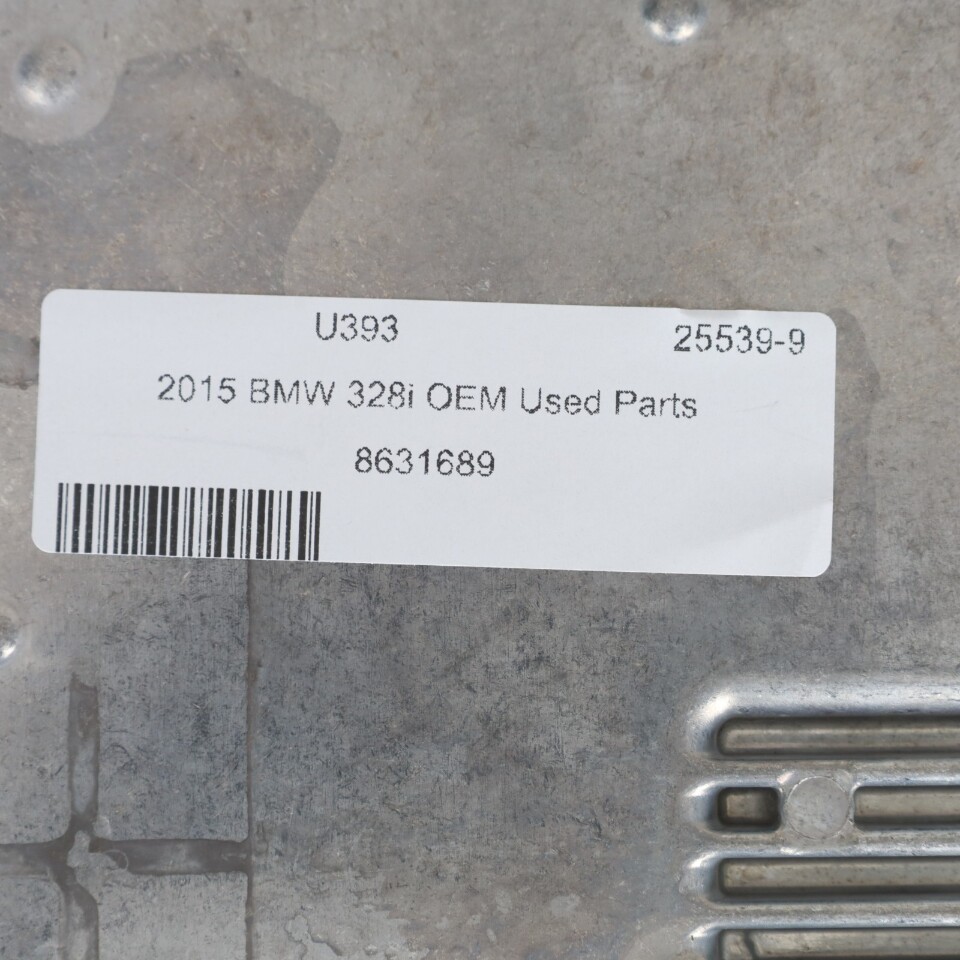 U393 25539-9
2015 BMW 328i OEM Used Parts
8631689